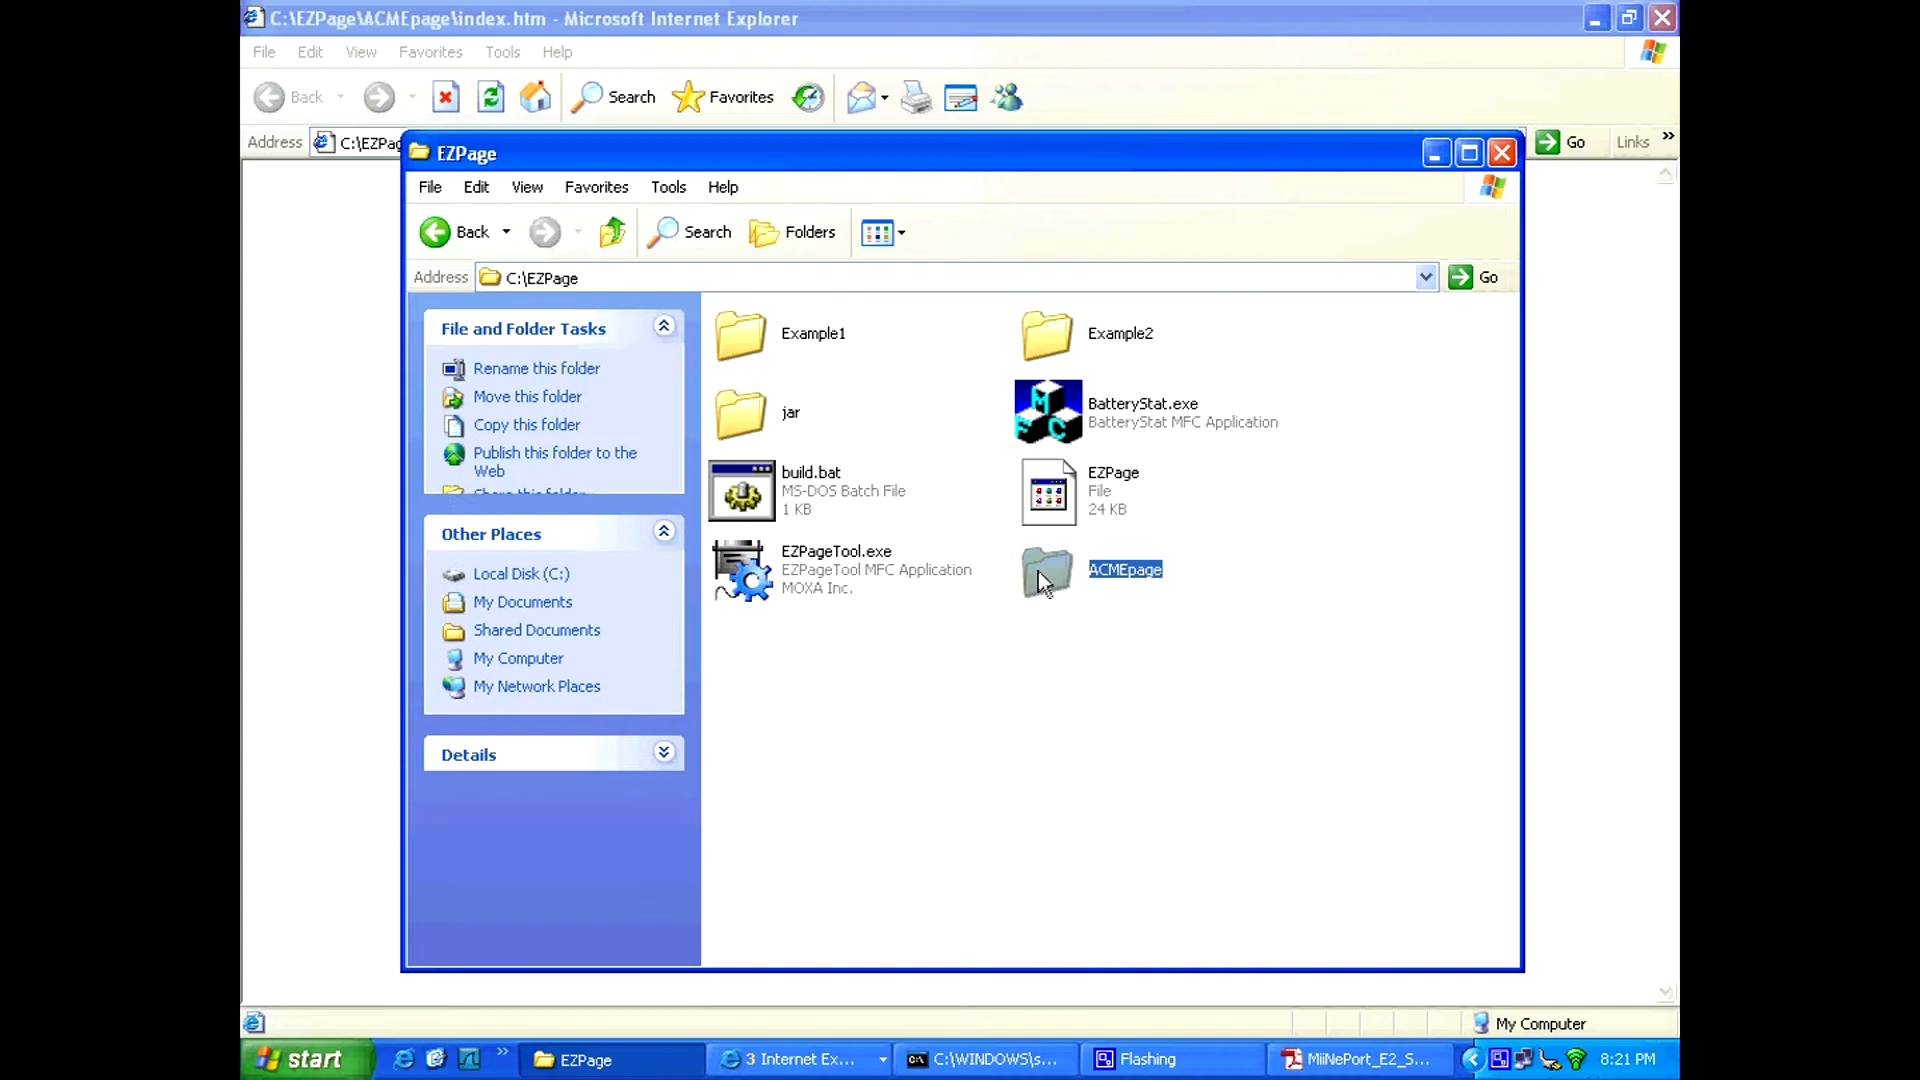 C:\EZPage\ACMEpage\index.htm - Microsoft Internet Explorer
File Edit View Favorites Tools Help
Back Search Favorites
Address C:\EZPag Go Links »
EZPage
File Edit View Favorites Tools Help
Back Search Folders
Address C:\EZPage Go
File and Folder Tasks
Rename this folder
Move this folder
Copy this folder
Publish this folder to the
Web
Share this folder
Other Places
Local Disk (C:)
My Documents
Shared Documents
My Computer
My Network Places
Details
Example1
Example2
jar
BatteryStat.exe
BatteryStat MFC Application
build.bat
MS-DOS Batch File
1 KB
EZPage
File
24 KB
EZPageTool.exe
EZPageTool MFC Application
MOXA Inc.
ACMEpage
My Computer
start » EZPage 3 Internet Ex... C:\WINDOWS\s... Flashing MiiNePort_E2_S... 8:21 PM